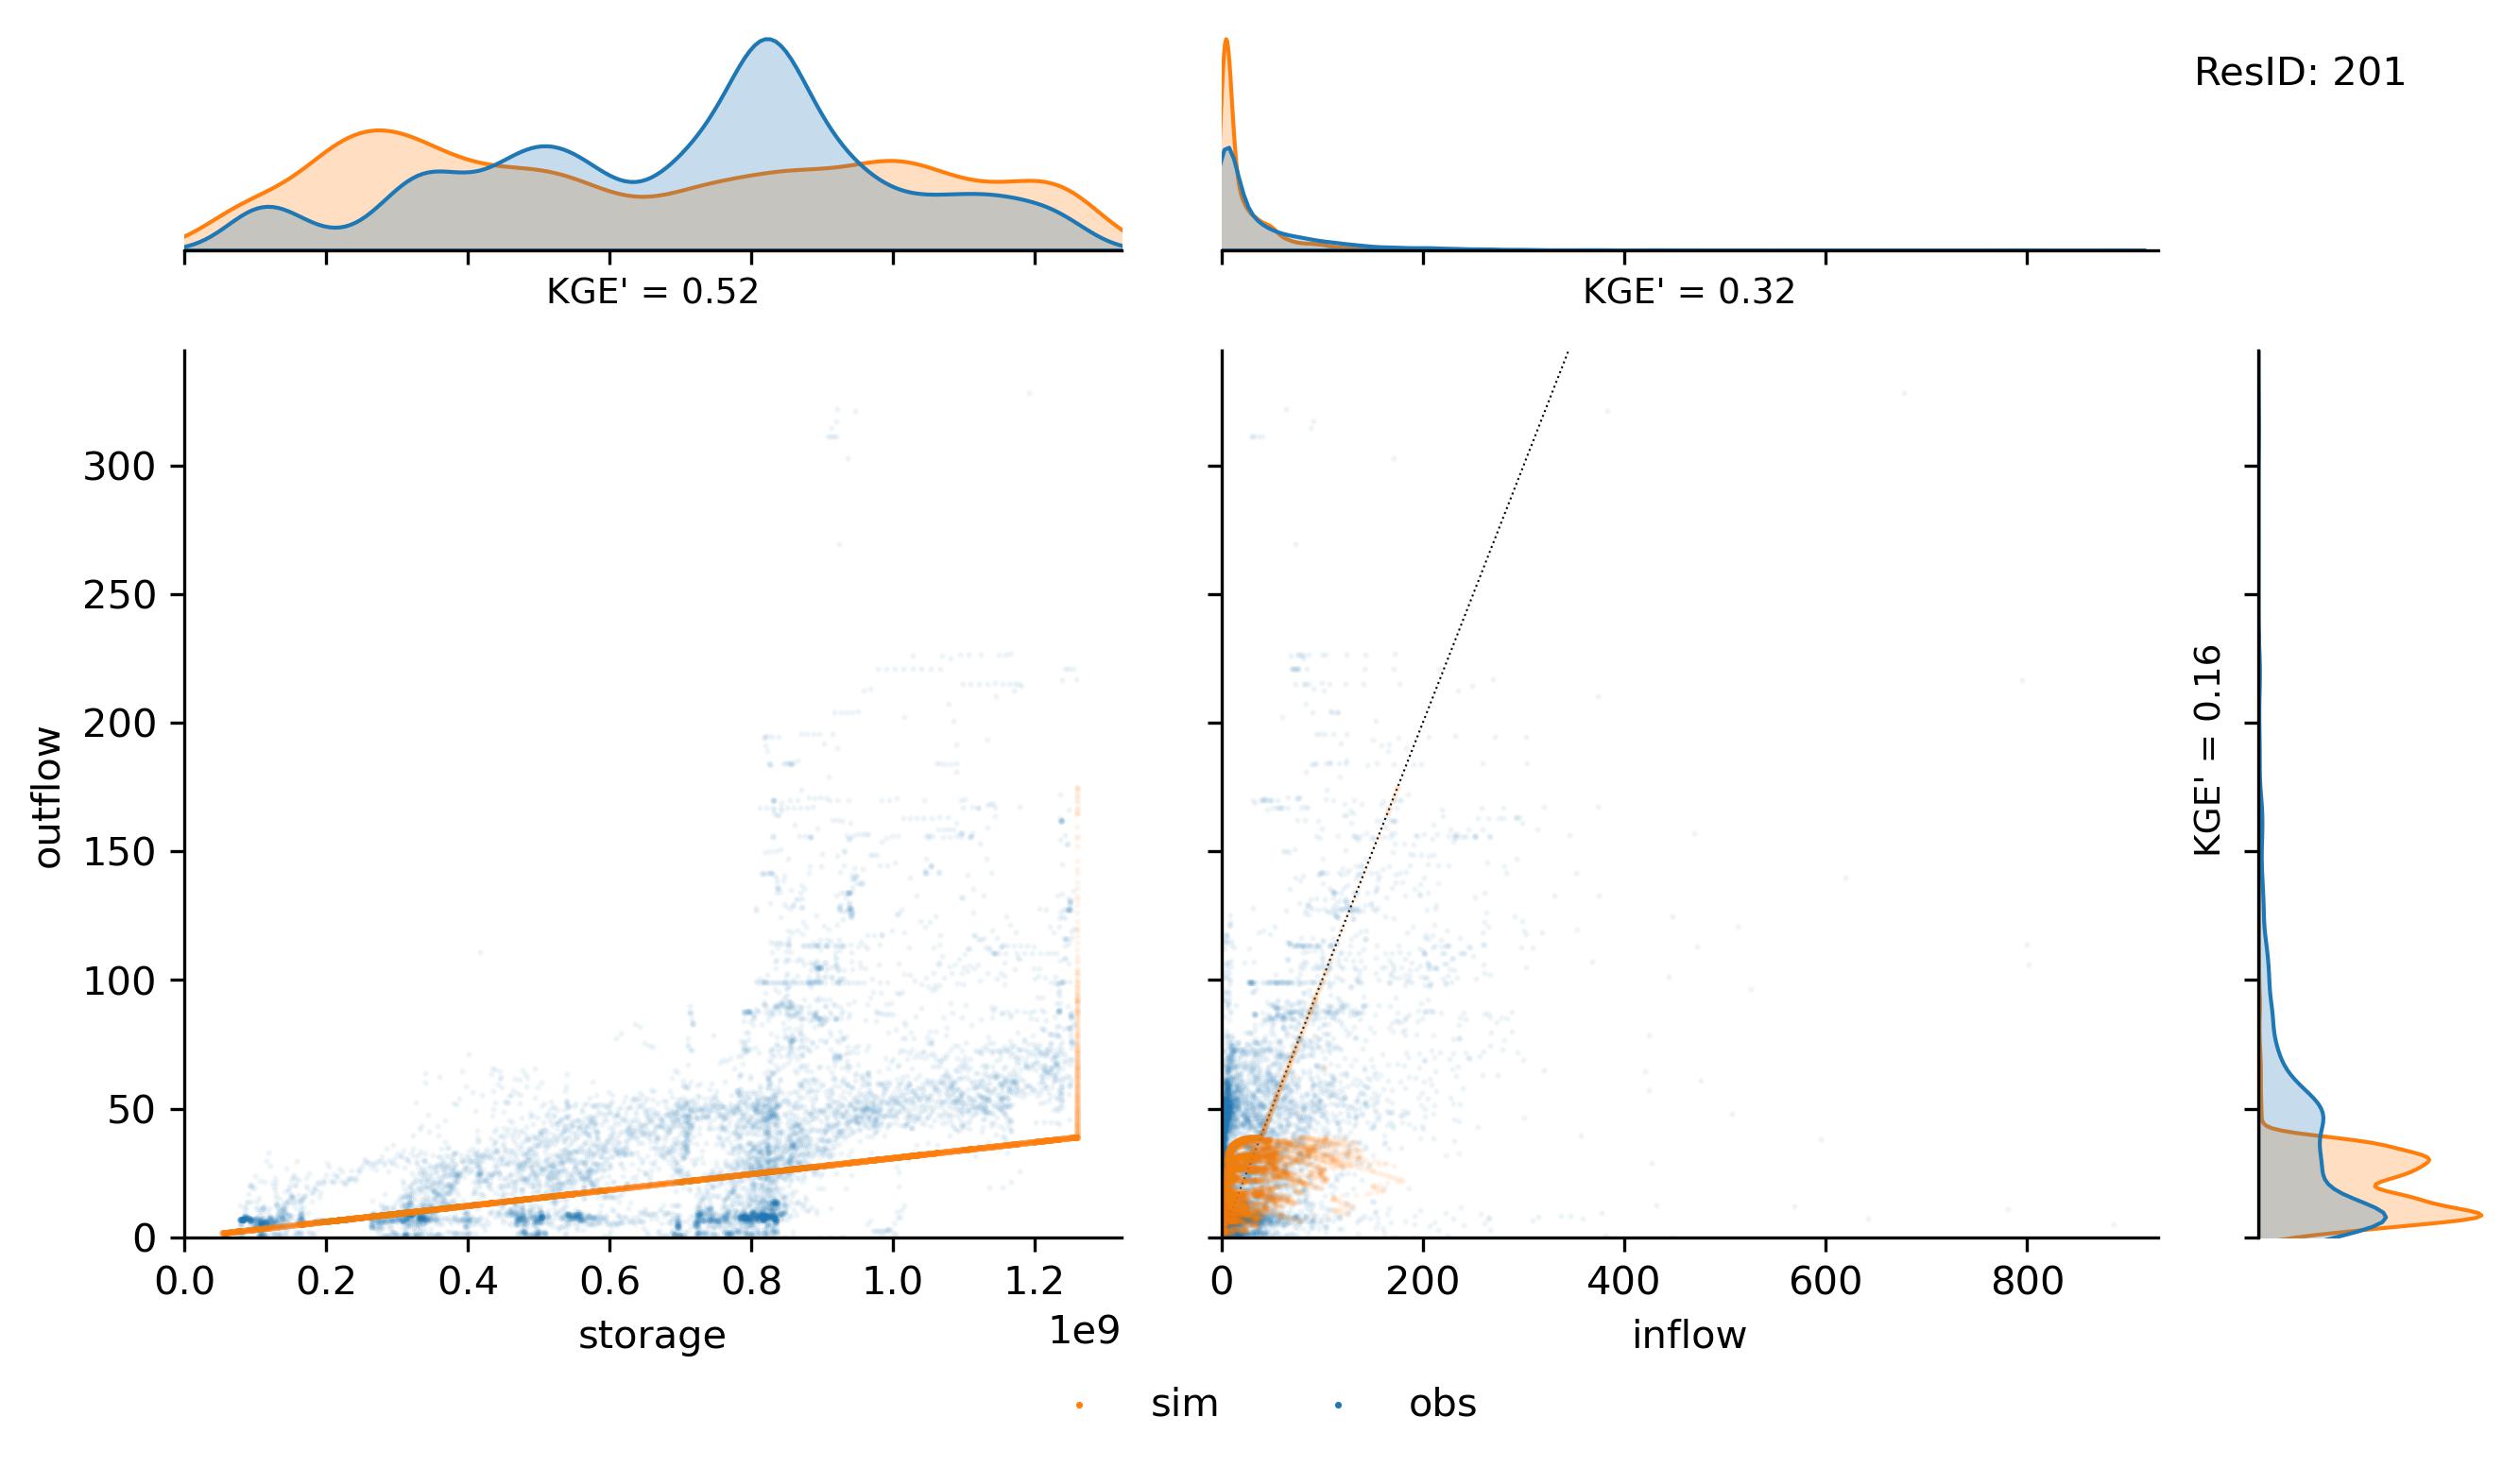 ResID: 201
KGE' = 0.52
KGE' = 0.32
300
250
200
150
100
50
0
outflow
0.0 0.2 0.4 0.6 0.8 1.0 1.2
1e9
storage
0 200 400 600 800
inflow
KGE' = 0.16
sim obs